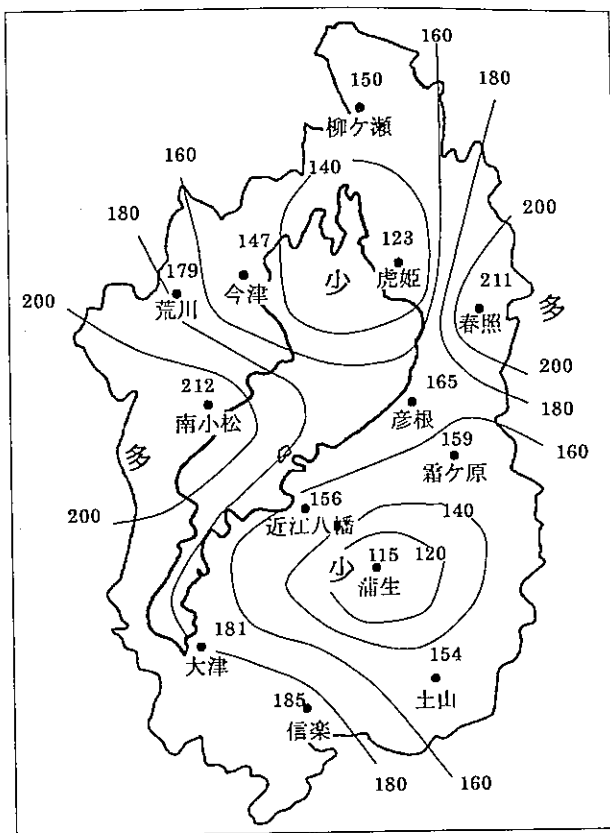 160
150
柳ケ瀬
180
160
140
200
180
147
今津
179
荒川
123
虎姫
少
211
春照
多
200
200
212
南小松
165
彦根
180
159
霜ケ原
160
多
200
156
近江八幡
140
少
115
蒲生
120
181
大津
154
土山
185
信楽
180
160